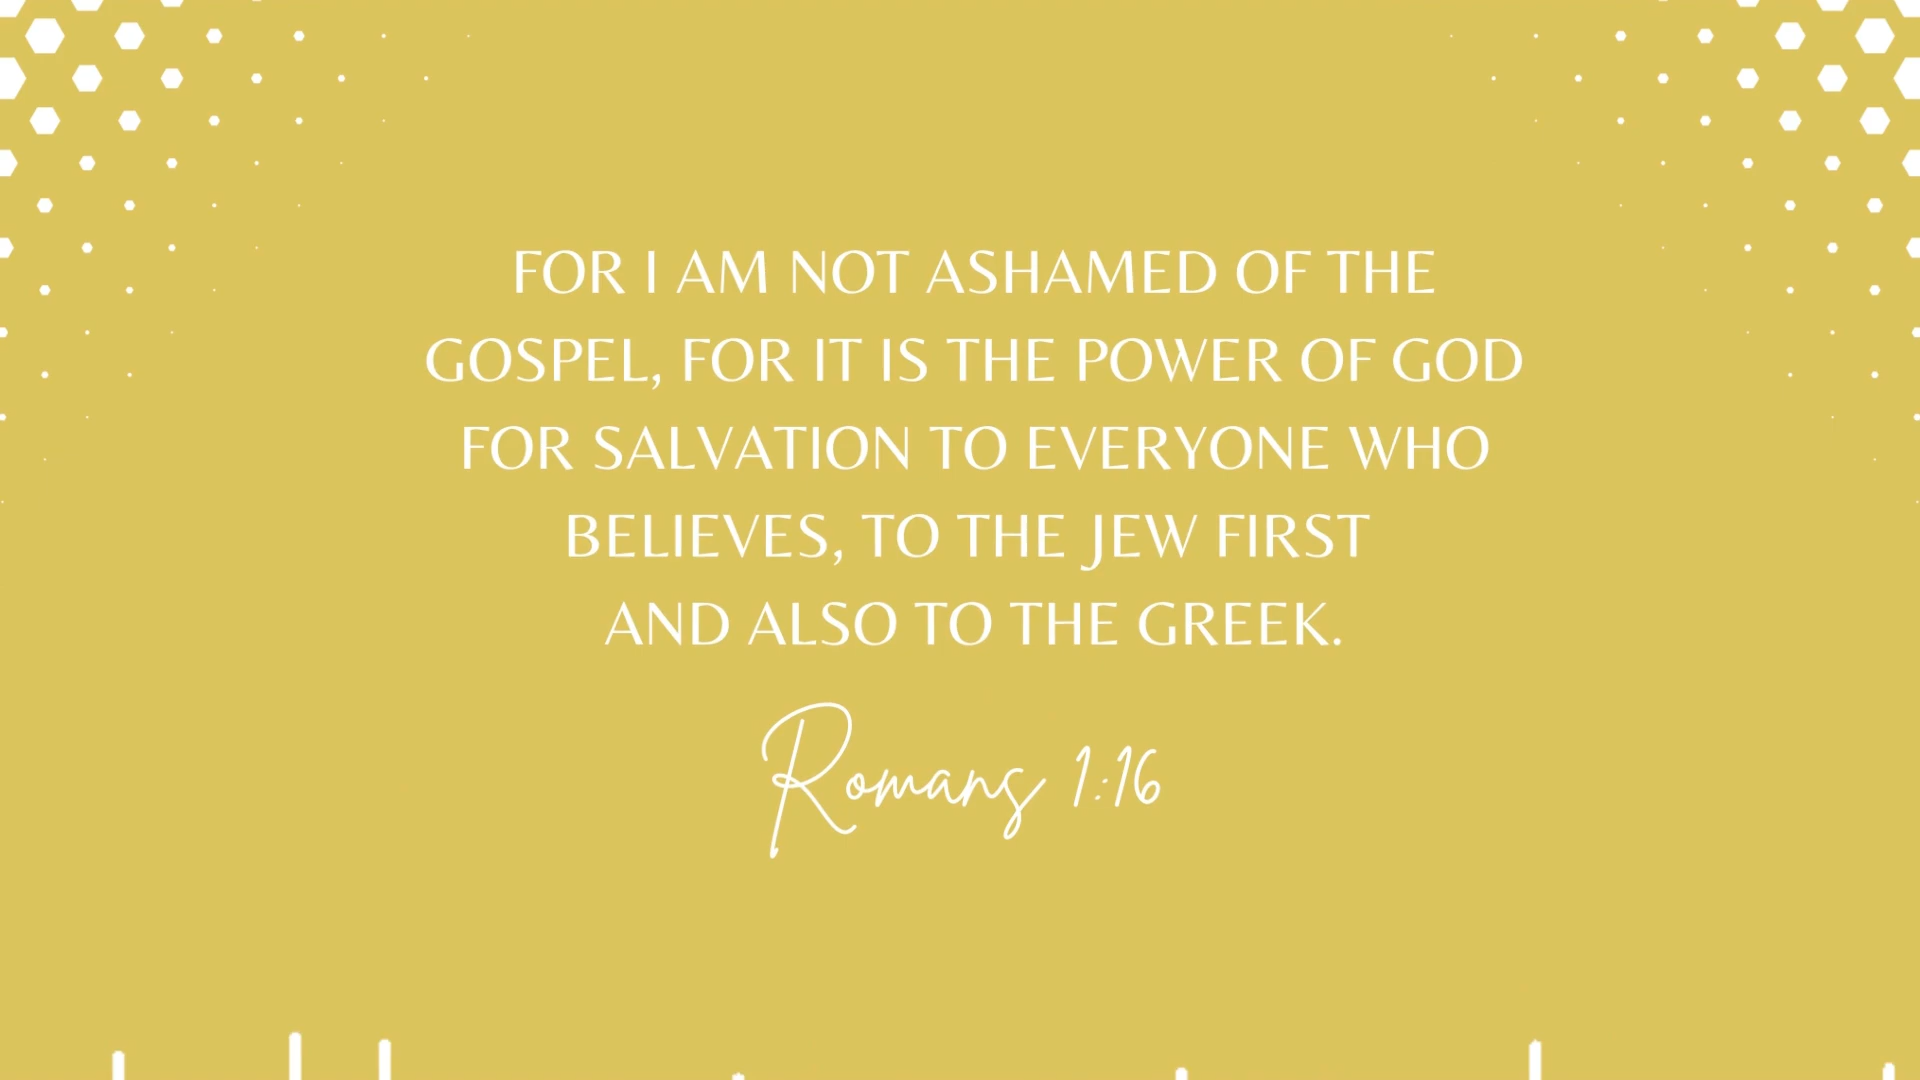 FOR I AM NOT ASHAMED OF THE
GOSPEL, FOR IT IS THE POWER OF GOD
FOR SALVATION TO EVERYONE WHO
BELIEVES, TO THE JEW FIRST
AND ALSO TO THE GREEK.
Romans 1:16